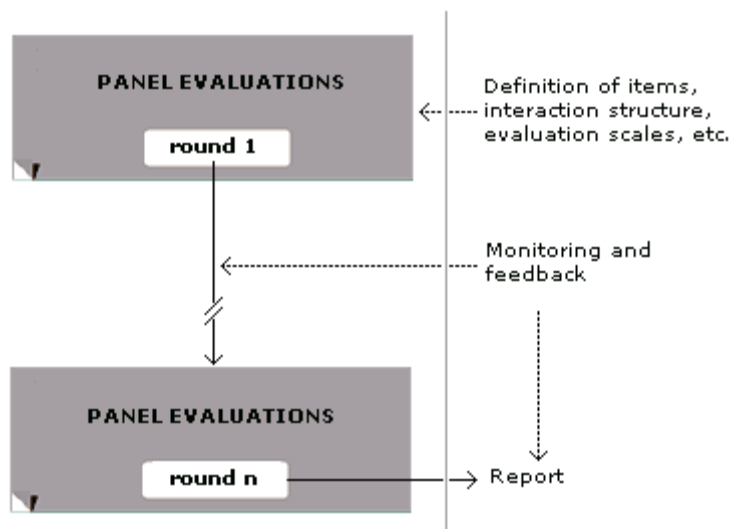 PANEL EVALUATIONS
round 1
Definition of items,
interaction structure,
evaluation scales, etc.
Monitoring and
feedback
PANEL EVALUATIONS
round n
Report